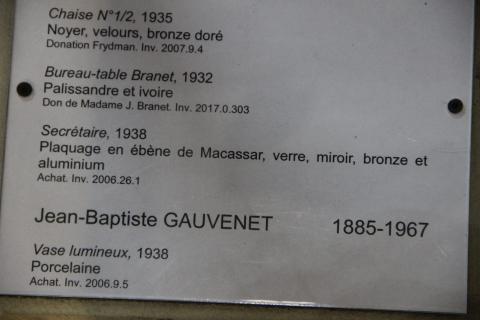 Chaise N°1/2, 1935
Noyer, velours, bronze doré
Donation Frydman. Inv. 2007.9.4
Bureau-table Branet, 1932
Palissandre et ivoire
Don de Madame J. Branet. Inv. 2017.0.303
Secrétaire, 1938
Plaquage en ébène de Macassar, verre, miroir, bronze et
aluminium
Achat. Inv. 2006.26.1
Jean-Baptiste GAUVENET 1885-1967
Vase lumineux, 1938
Porcelaine
Achat. Inv. 2006.9.5